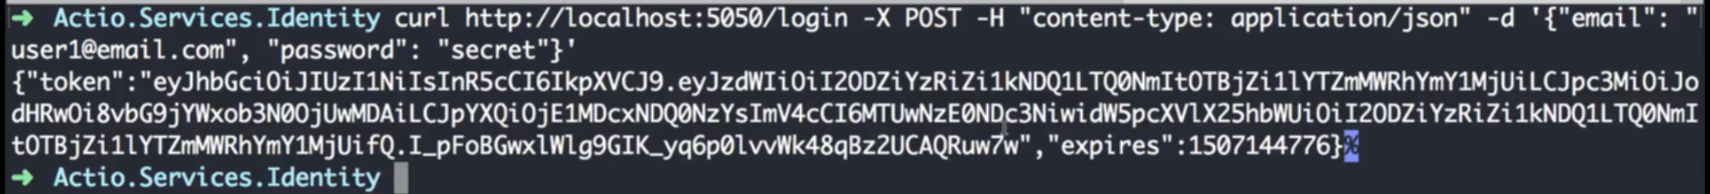 ➜ Actio.Services.Identity curl http://localhost:5050/login -X POST -H "content-type: application/json" -d '{"email": "
user1@email.com", "password": "secret"}'
{"token":"eyJhbGciOiJIUzI1NiIsInR5cCI6IkpXVCJ9.eyJzdWIiOiI2ODZiYzRiZi1kNDQ1LTQ0NmItOTBjZi1lYTZmMWRhYmY1MjUiLCJpc3MiOiJo
dHRwOi8vbG9jYWxob3N0OjUwMDAiLCJpYXQiOjE1MDcxNDQ0NzYsImV4cCI6MTUwNzE0NDc3NiwidW5pcXVlX25hbWUiOiI2ODZiYzRiZi1kNDQ1LTQ0NmI
tOTBjZi1lYTZmMWRhYmY1MjUifQ.I_pFoBGwxlWlg9GIK_yq6p0lvvWk48qBz2UCAQRuw7w","expires":1507144776}%
➜ Actio.Services.Identity